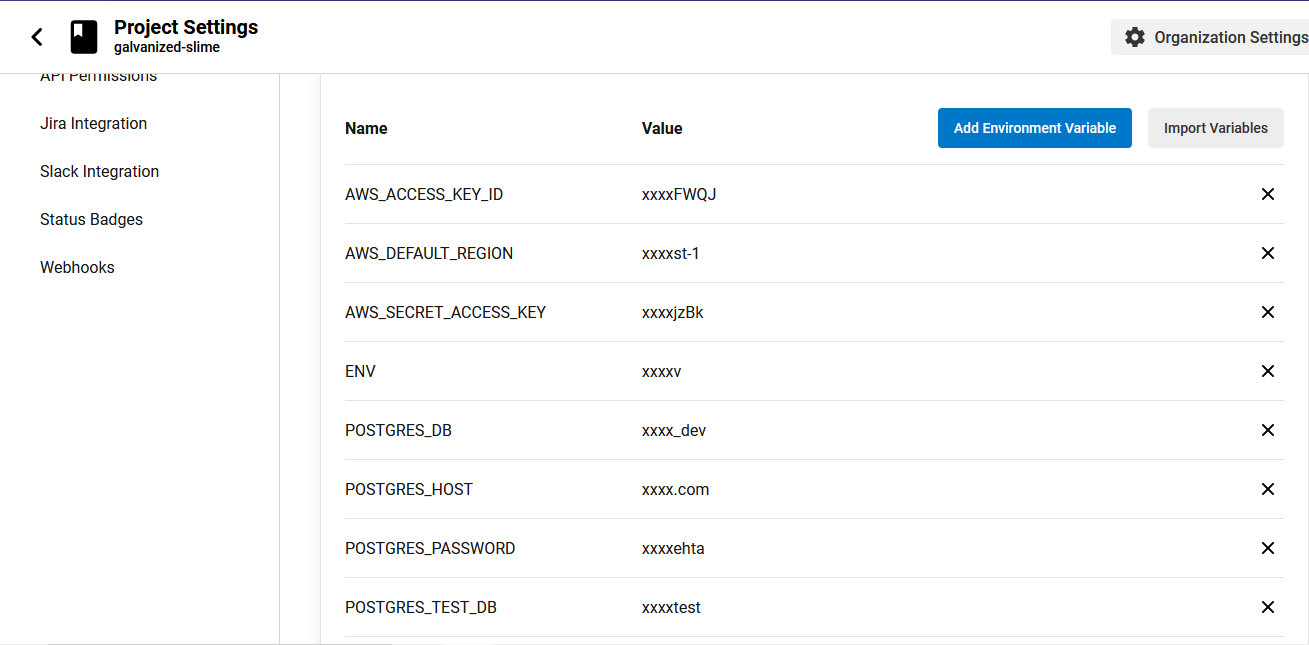 Project Settings
galvanized-slime
Organization Settings
API Permissions
Jira Integration
Slack Integration
Status Badges
Webhooks
Name Value Add Environment Variable Import Variables
AWS_ACCESS_KEY_ID xxxxFWQJ
AWS_DEFAULT_REGION xxxxst-1
AWS_SECRET_ACCESS_KEY xxxxjzBk
ENV xxxxv
POSTGRES_DB xxxx_dev
POSTGRES_HOST xxxx.com
POSTGRES_PASSWORD xxxxehta
POSTGRES_TEST_DB xxxxtest